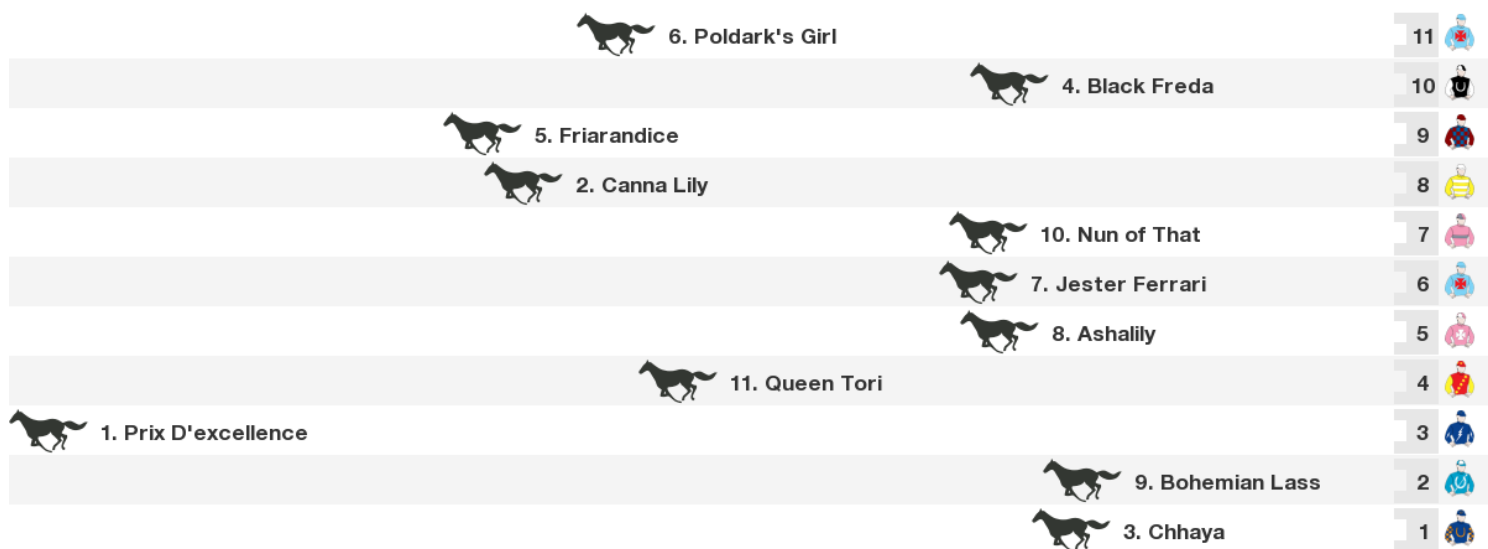 6. Poldark's Girl 11
4. Black Freda 10
5. Friarandice 9
2. Canna Lily 8
10. Nun of That 7
7. Jester Ferrari 6
8. Ashalily 5
11. Queen Tori 4
1. Prix D'excellence 3
9. Bohemian Lass 2
3. Chhaya 1